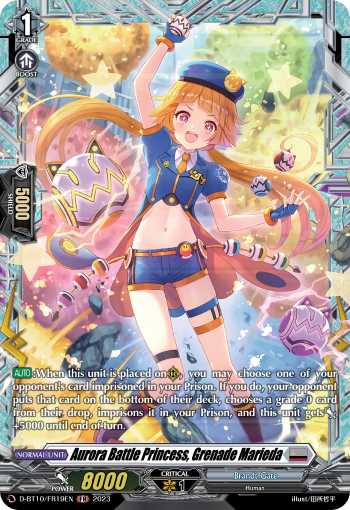 1
GRADE
BOOST
5000
SHIELD
AUTO:When this unit is placed on R, you may choose one of your
opponent's card imprisoned in your Prison. If you do, your opponent
puts that card on the bottom of their deck, chooses a grade 0 card
from their drop, imprisons it in your Prison, and this unit gets
+5000 until end of turn.
NORMAL UNIT
Aurora Battle Princess, Grenade Marieda
POWER 8000
CRITICAL
1
Brandt Gate
Human
D-BT10/FR19EN FR 2023
illust/田所哲平